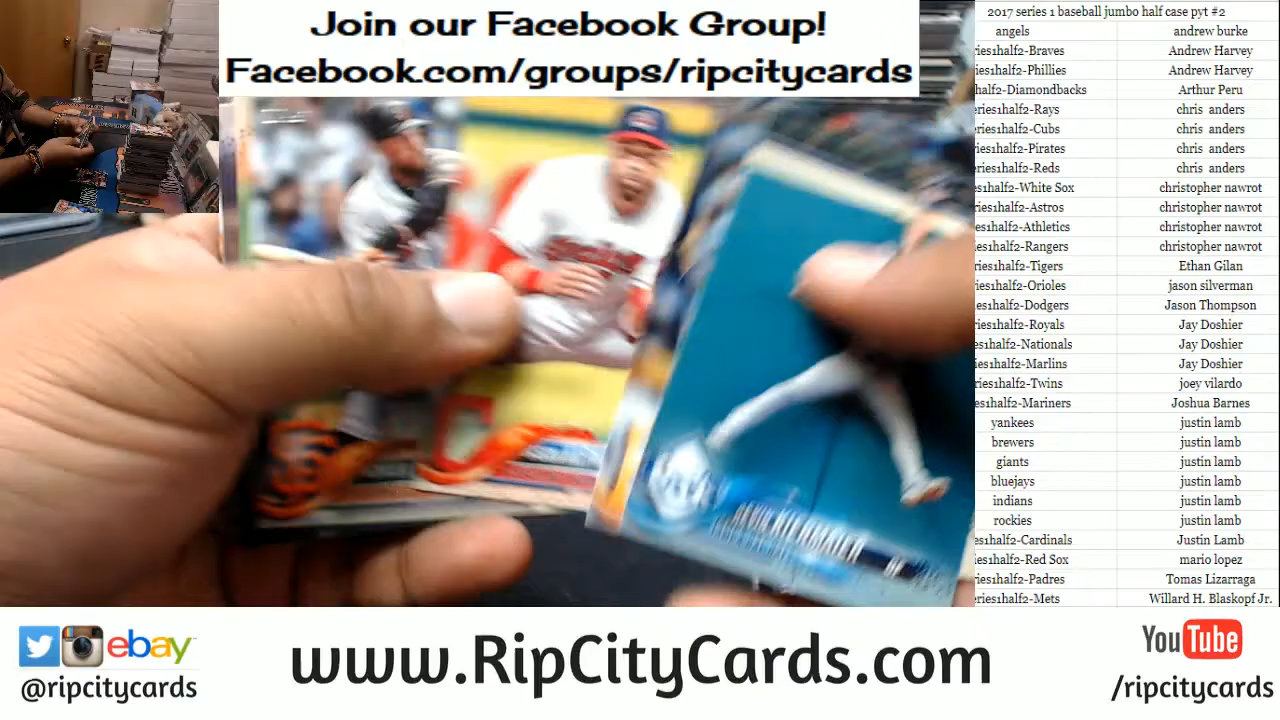 Join our Facebook Group!
Facebook.com/groups/ripcitycards
2017 series 1 baseball jumbo half case pyt #2
angels andrew burke
ries1half2-Braves Andrew Harvey
ries1half2-Phillies Andrew Harvey
half2-Diamondbacks Arthur Peru
eries1half2-Rays chris anders
eries1half2-Cubs chris anders
ries1half2-Pirates chris anders
eries1half2-Reds chris anders
es1half2-White Sox christopher nawrot
ries1half2-Astros christopher nawrot
es1half2-Athletics christopher nawrot
ies1half2-Rangers christopher nawrot
ries1half2-Tigers Ethan Gilan
ies1half2-Orioles jason silverman
ies1half2-Dodgers Jason Thompson
ries1half2-Royals Jay Doshier
es1half2-Nationals Jay Doshier
ies1half2-Marlins Jay Doshier
ries1half2-Twins joey vilardo
es1half2-Mariners Joshua Barnes
yankees justin lamb
brewers justin lamb
giants justin lamb
bluejays justin lamb
indians justin lamb
rockies justin lamb
es1half2-Cardinals Justin Lamb
ies1half2-Red Sox mario lopez
ries1half2-Padres Tomas Lizarraga
ries1half2-Mets Willard H. Blaskopf Jr.
ebay
@ripcitycards
www.RipCityCards.com
YouTube
/ripcitycards